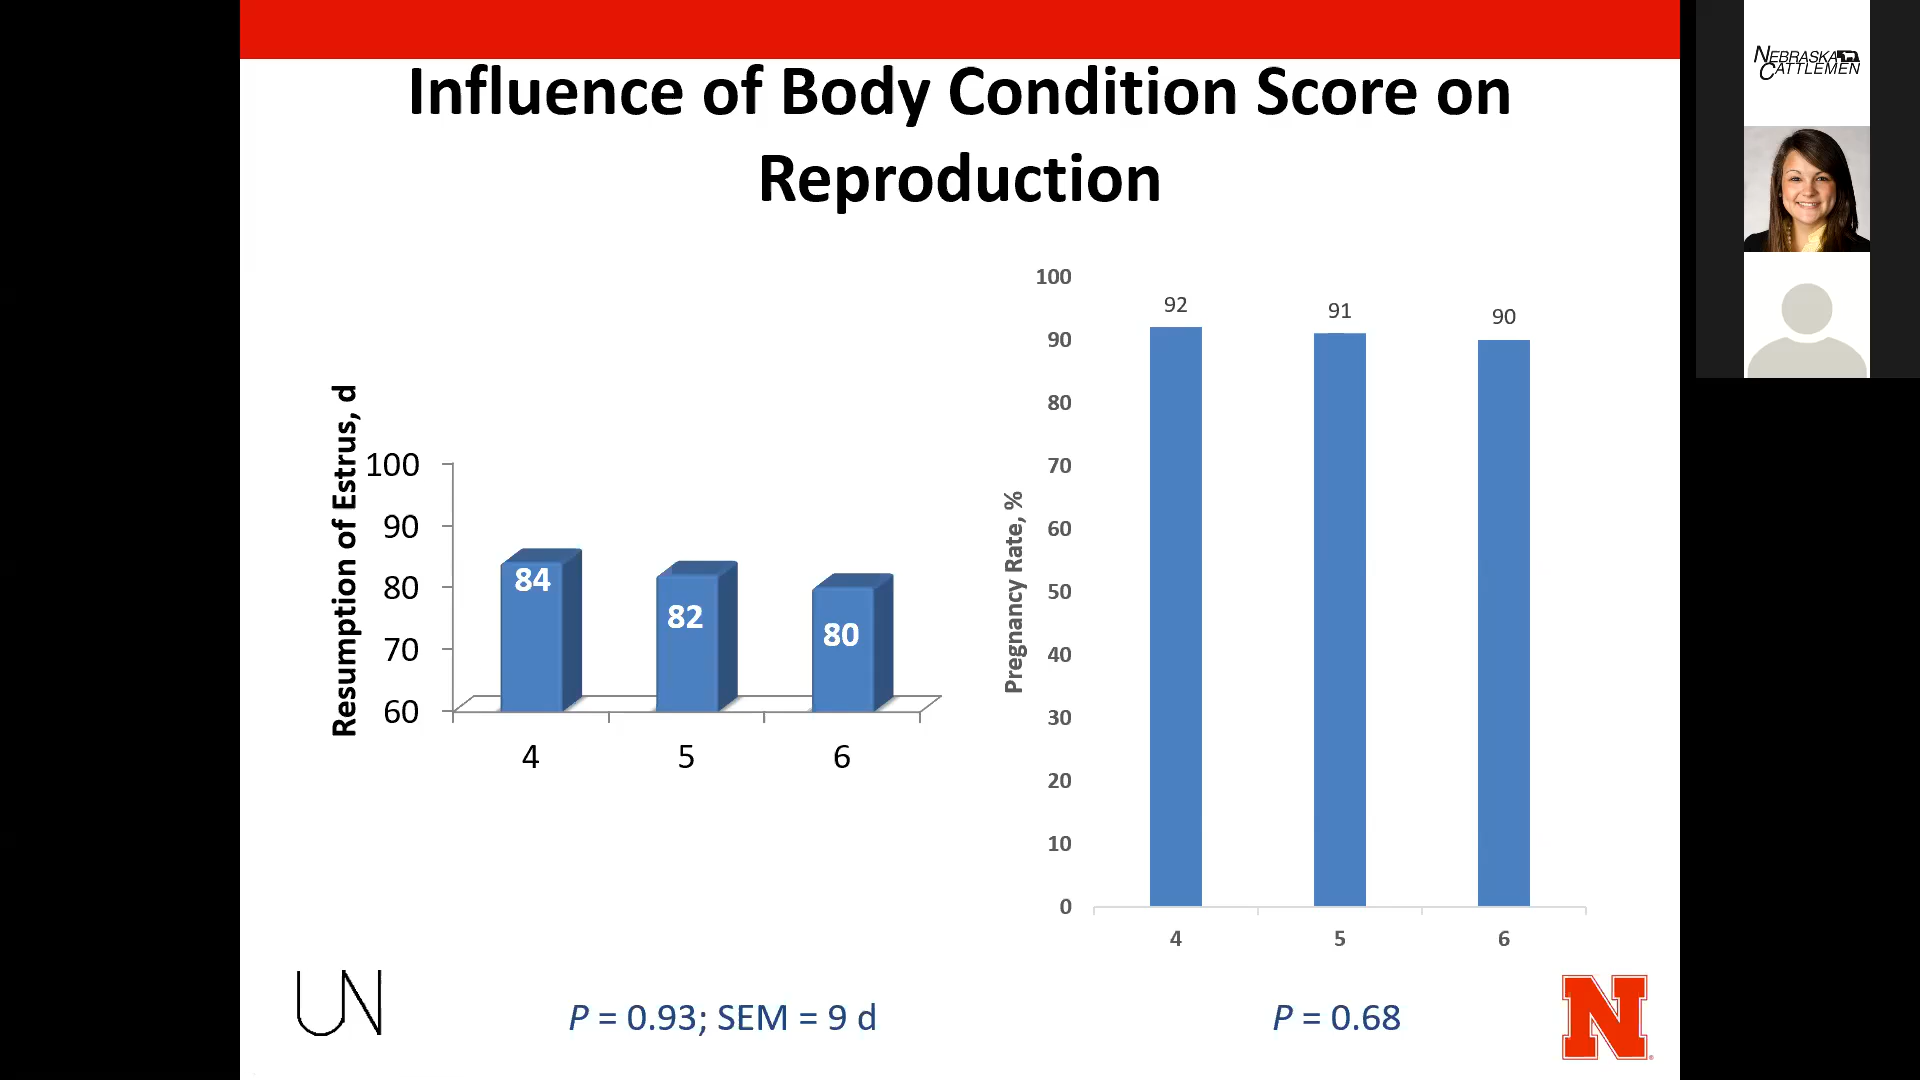 Influence of Body Condition Score on
Reproduction
Resumption of Estrus, d
100
90
80
70
60
84
82
80
4
5
6
Pregnancy Rate, %
100
90
80
70
60
50
40
30
20
10
0
92
91
90
4
5
6
P = 0.93; SEM = 9 d
P = 0.68
UN
N
NEBRASKA
CATTLEMEN